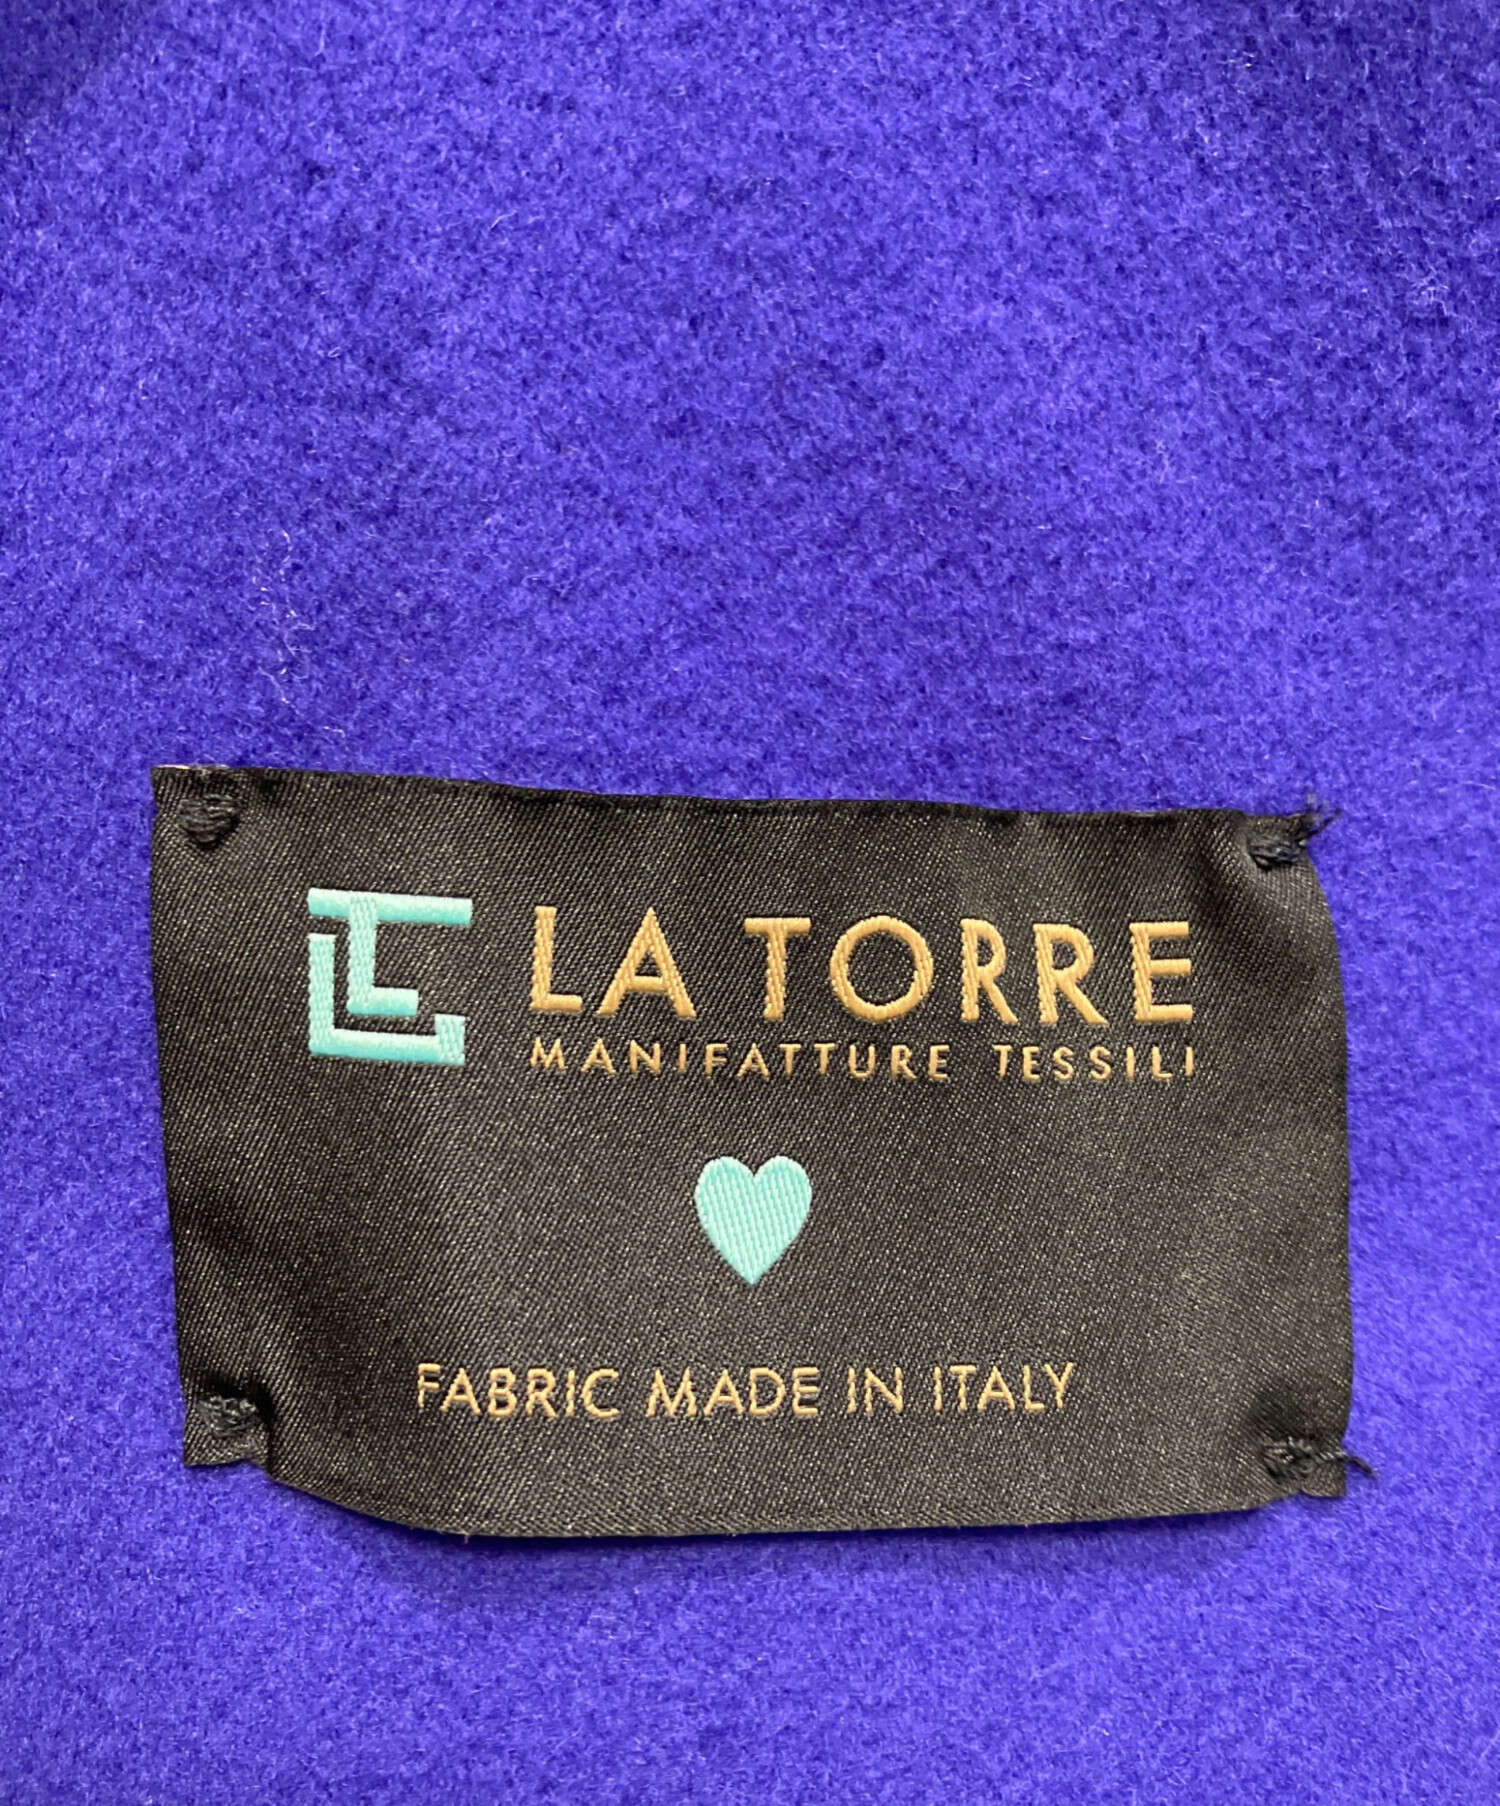 LA TORRE
MANIFATTURE TESSILI
FABRIC MADE IN ITALY